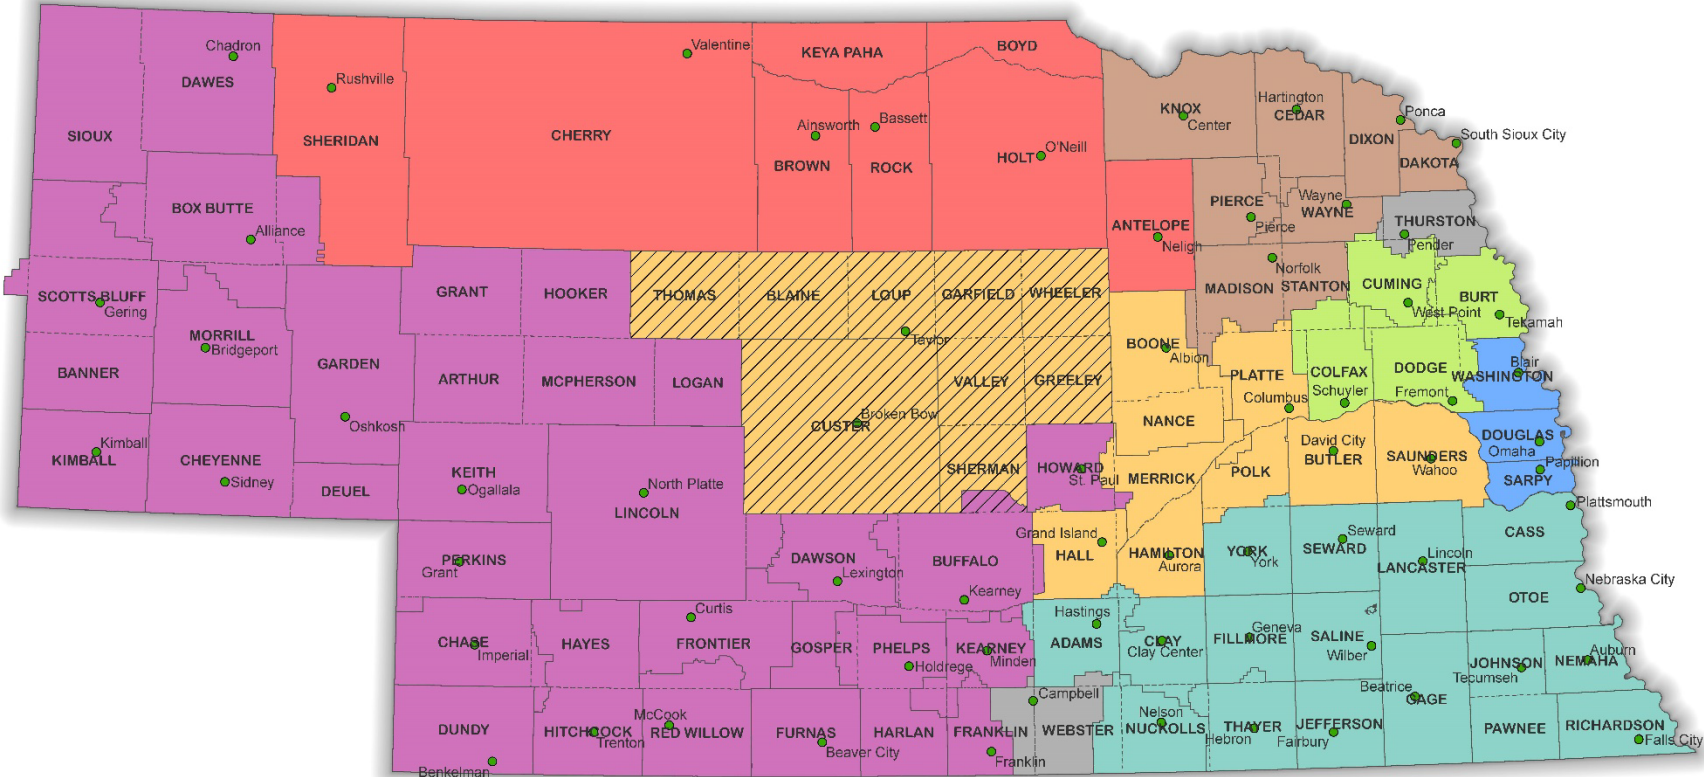 Chadron
DAWES
SIOUX
Rushville
SHERIDAN
CHERRY
Valentine
KEYA PAHA
BOYD
Ainsworth
BROWN
Bassett
ROCK
HOLT
O'Neill
KNOX
Center
Hartington
CEDAR
DIXON
Ponca
South Sioux City
DAKOTA
BOX BUTTE
Alliance
ANTELOPE
Neligh
PIERCE
Pierce
Wayne
WAYNE
THURSTON
Pender
SCOTTS BLUFF
Gering
MORRILL
Bridgeport
GRANT
HOOKER
THOMAS
BLAINE
LOUP
Taylor
GARFIELD
WHEELER
Norfolk
MADISON
STANTON
CUMING
West Point
BURT
Tekamah
BANNER
GARDEN
Oshkosh
ARTHUR
MCPHERSON
LOGAN
Broken Bow
CUSTER
VALLEY
GREELEY
BOONE
Albion
PLATTE
Columbus
COLFAX
Schuyler
DODGE
Fremont
Blair
WASHINGTON
NANCE
Kimball
KIMBALL
CHEYENNE
Sidney
DEUEL
KEITH
Ogallala
North Platte
LINCOLN
SHERMAN
HOWARD
St. Paul
MERRICK
POLK
David City
BUTLER
SAUNDERS
Wahoo
DOUGLAS
Omaha
Papillion
SARPY
Plattsmouth
PERKINS
Grant
DAWSON
Lexington
BUFFALO
Kearney
Grand Island
HALL
HAMILTON
Aurora
YORK
York
Seward
SEWARD
Lincoln
LANCASTER
CASS
Nebraska City
OTOE
CHASE
Imperial
HAYES
Curtis
FRONTIER
GOSPER
PHELPS
Holdrege
KEARNEY
Minden
Hastings
ADAMS
CLAY
Clay Center
Geneva
FILLMORE
SALINE
Wilber
JOHNSON
Tecumseh
Auburn
NEMAHA
DUNDY
Benkelman
HITCHCOCK
Trenton
McCook
RED WILLOW
FURNAS
Beaver City
HARLAN
FRANKLIN
Franklin
Campbell
WEBSTER
Nelson
NUCKOLLS
THAYER
Hebron
JEFFERSON
Fairbury
Beatrice
GAGE
PAWNEE
RICHARDSON
Falls City